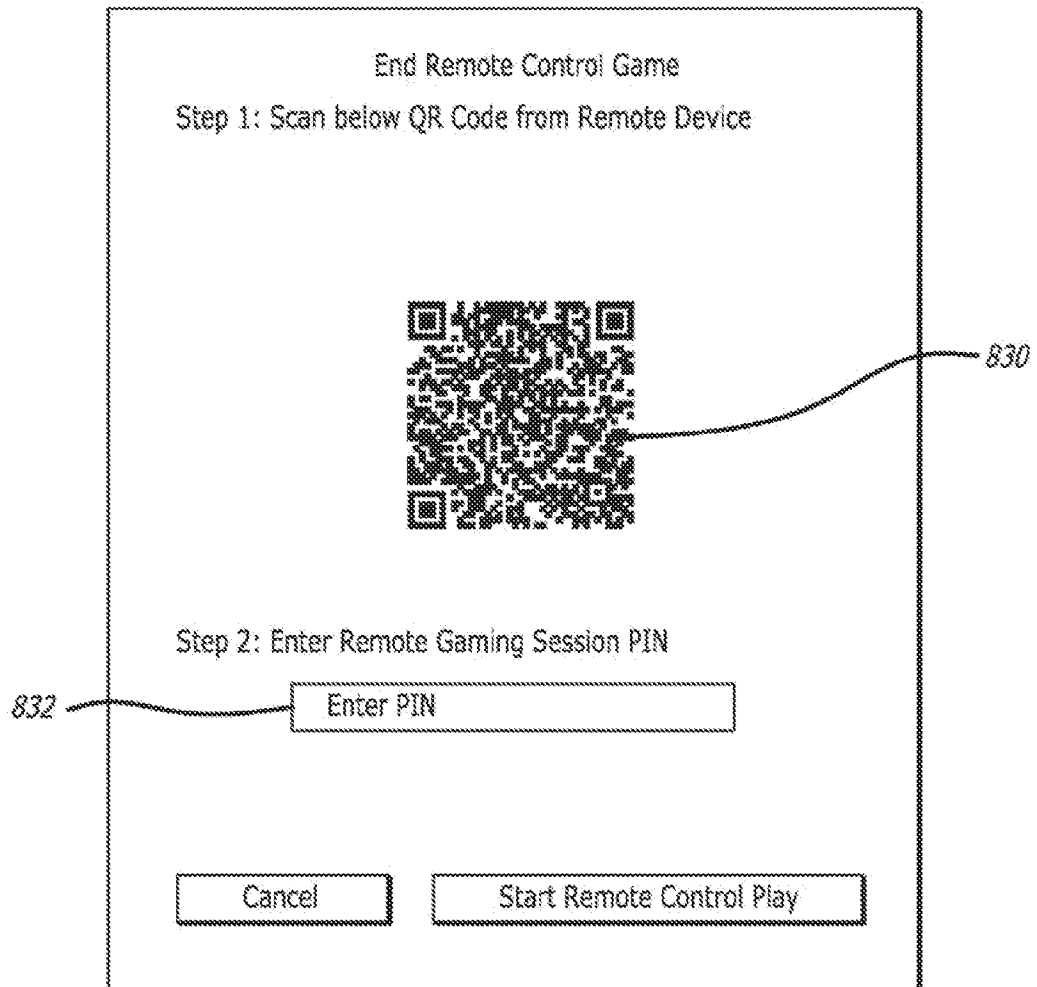 End Remote Control Game
Step 1: Scan below QR Code from Remote Device
830
Step 2: Enter Remote Gaming Session PIN
832
Enter PIN
Cancel
Start Remote Control Play